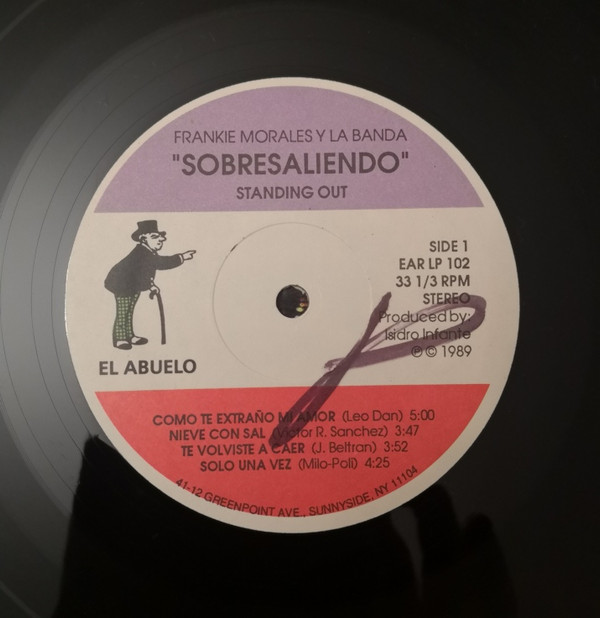 FRANKIE MORALES Y LA BANDA
"SOBRESALIENDO"
STANDING OUT
SIDE 1
EAR LP 102
33 1/3 RPM
STEREO
Produced by:
Isidro Infante
℗ © 1989
EL ABUELO
COMO TE EXTRAÑO MI AMOR (Leo Dan) 5:00
NIEVE CON SAL (Victor R. Sanchez) 3:47
TE VOLVISTE A CAER (J. Beltran) 3:52
SOLO UNA VEZ (Milo-Poli) 4:25
41-12 GREENPOINT AVE., SUNNYSIDE, NY 11104